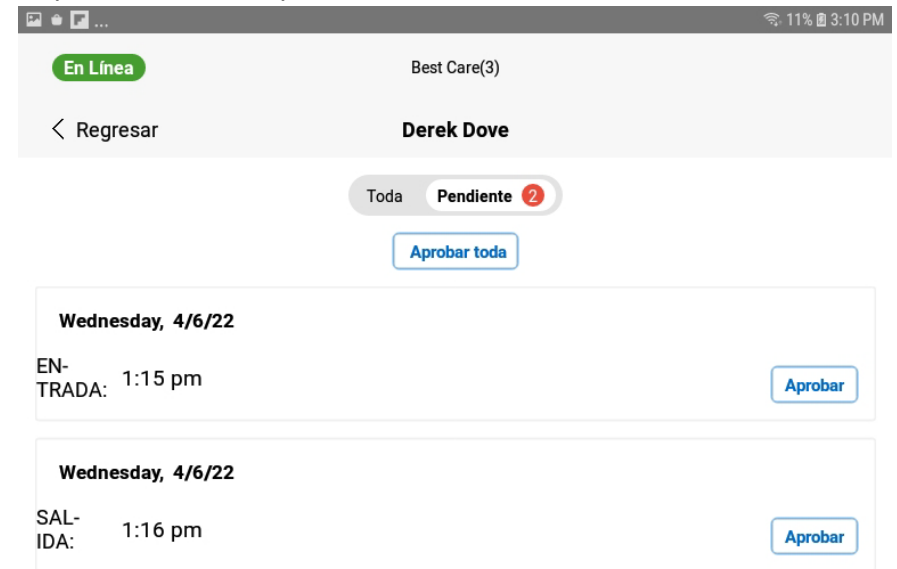 ... 11% 3:10 PM
En Línea Best Care(3)
< Regresar Derek Dove
Toda Pendiente 2
Aprobar toda
Wednesday, 4/6/22
EN-
TRADA: 1:15 pm Aprobar
Wednesday, 4/6/22
SAL-
IDA: 1:16 pm Aprobar